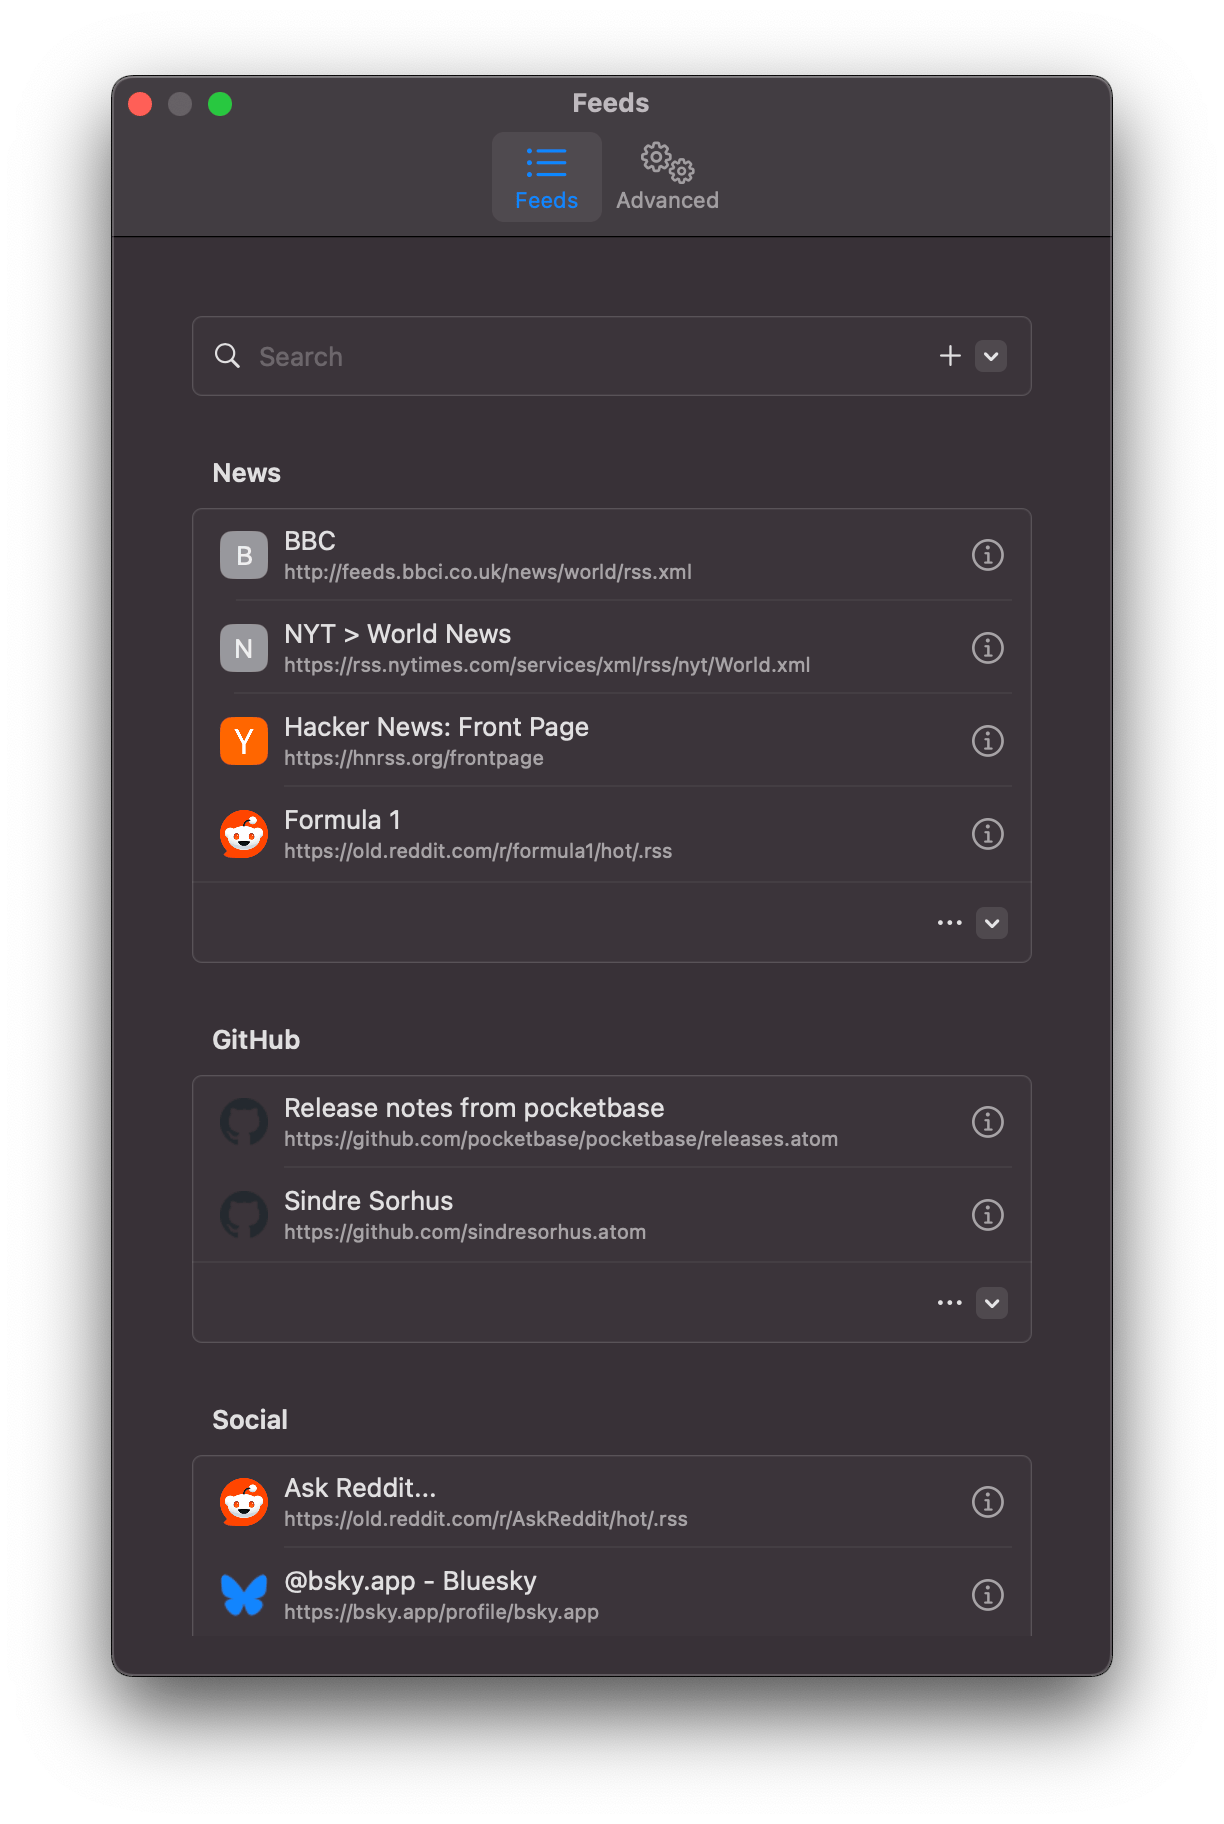 Feeds
Feeds
Advanced
Search
News
B
BBC
http://feeds.bbci.co.uk/news/world/rss.xml
N
NYT > World News
https://rss.nytimes.com/services/xml/rss/nyt/World.xml
Y
Hacker News: Front Page
https://hnrss.org/frontpage
Formula 1
https://old.reddit.com/r/formula1/hot/.rss
GitHub
Release notes from pocketbase
https://github.com/pocketbase/pocketbase/releases.atom
Sindre Sorhus
https://github.com/sindresorhus.atom
Social
Ask Reddit...
https://old.reddit.com/r/AskReddit/hot/.rss
@bsky.app - Bluesky
https://bsky.app/profile/bsky.app